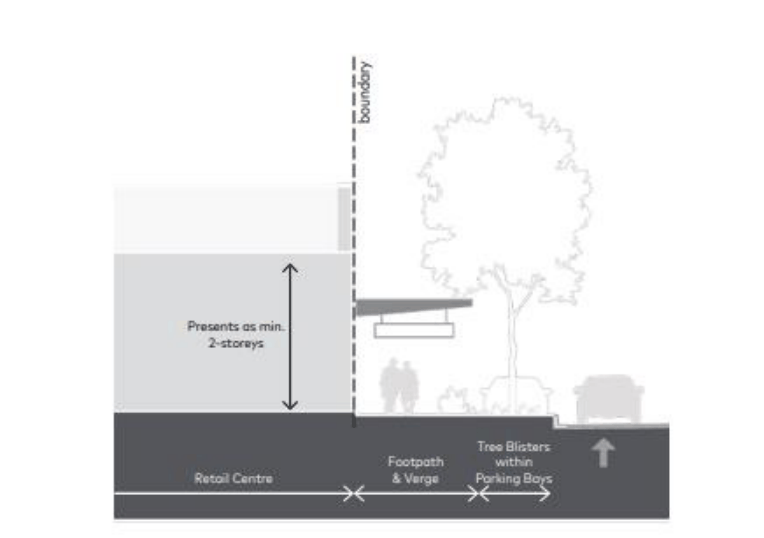 boundary
Presents as min.
2-storeys
Retail Centre
Footpath
& Verge
Tree Blisters
within
Parking Bays